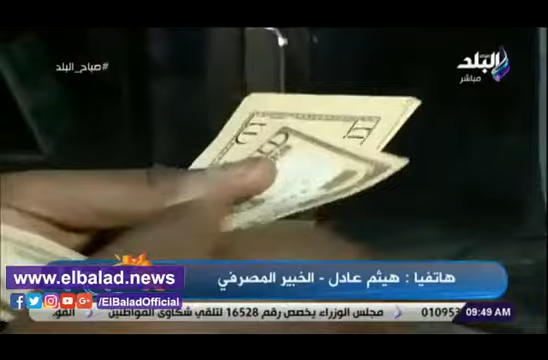 #صباح_البلد
البلد
مباشر
هاتفيا : هيثم عادل - الخبير المصرفي
www.elbalad.news
/ElBaladOfficial
010953 مجلس الوزراء يخصص رقم 16528 لتلقي شكاوى المواطنين
09:49 AM